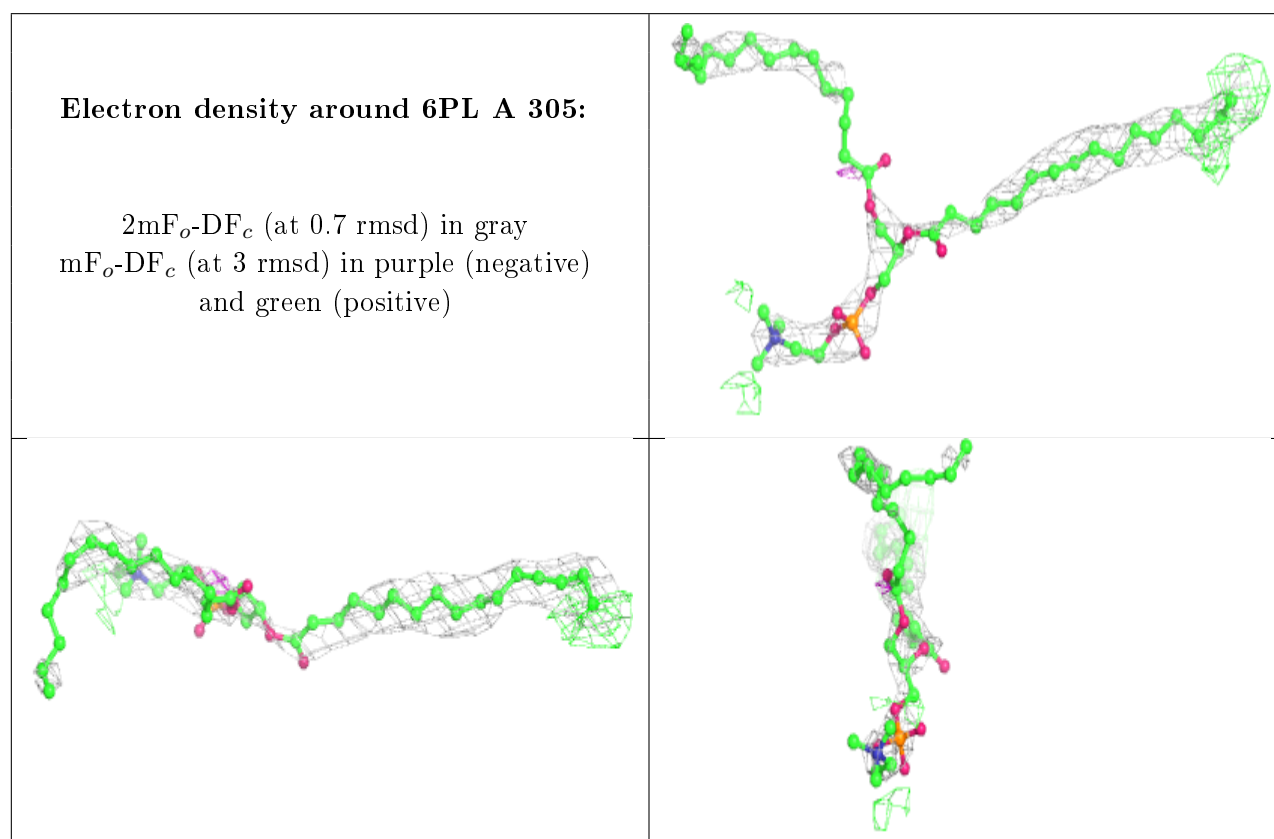 Electron density around 6PL A 305:
2mFo-DFc (at 0.7 rmsd) in gray
mFo-DFc (at 3 rmsd) in purple (negative)
and green (positive)